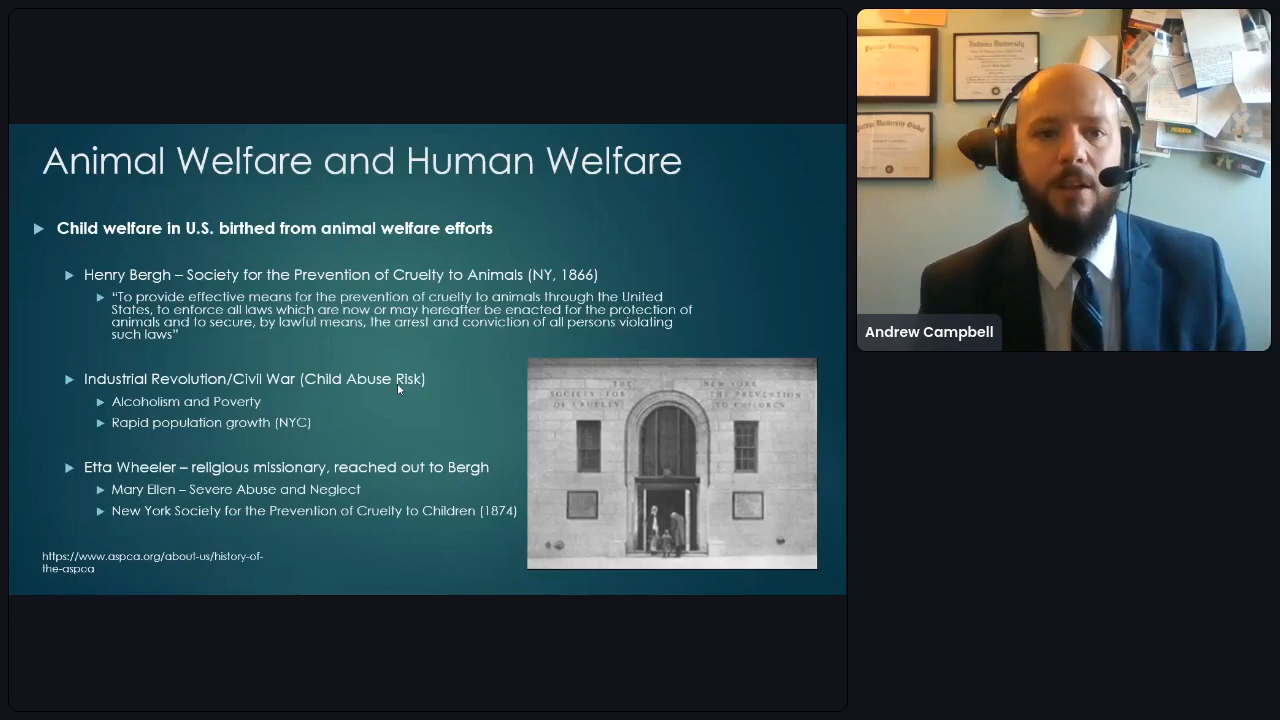 Animal Welfare and Human Welfare
Child welfare in U.S. birthed from animal welfare efforts
Henry Bergh – Society for the Prevention of Cruelty to Animals (NY, 1866)
“To provide effective means for the prevention of cruelty to animals through the United
States, to enforce all laws which are now or may hereafter be enacted for the protection of
animals and to secure, by lawful means, the arrest and conviction of all persons violating
such laws”
Industrial Revolution/Civil War (Child Abuse Risk)
Alcoholism and Poverty
Rapid population growth (NYC)
Etta Wheeler – religious missionary, reached out to Bergh
Mary Ellen – Severe Abuse and Neglect
New York Society for the Prevention of Cruelty to Children (1874)
https://www.aspca.org/about-us/history-of-
the-aspca
THE NEW YORK
SOCIETY FOR THE PREVENTION
OF CRUELTY TO CHILDREN
Purdue University
Indiana University
Purdue University Global
Andrew Campbell